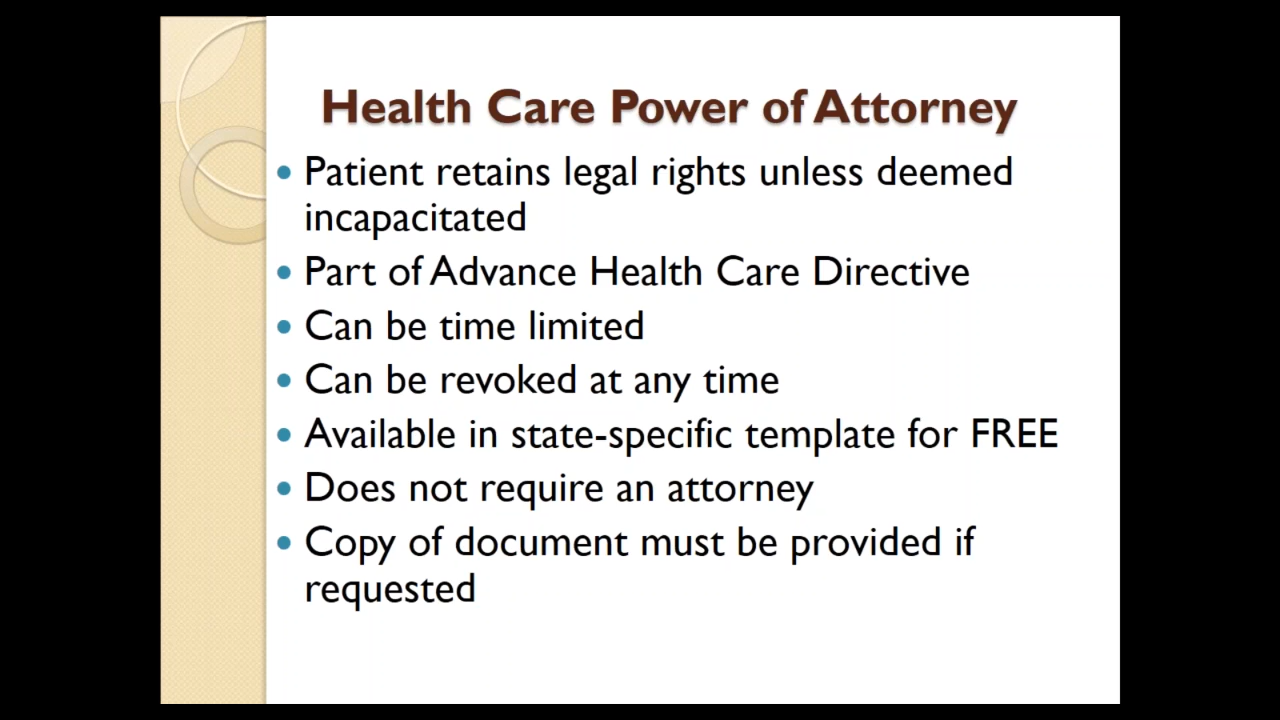 Health Care Power of Attorney
• Patient retains legal rights unless deemed
incapacitated
• Part of Advance Health Care Directive
• Can be time limited
• Can be revoked at any time
• Available in state-specific template for FREE
• Does not require an attorney
• Copy of document must be provided if
requested